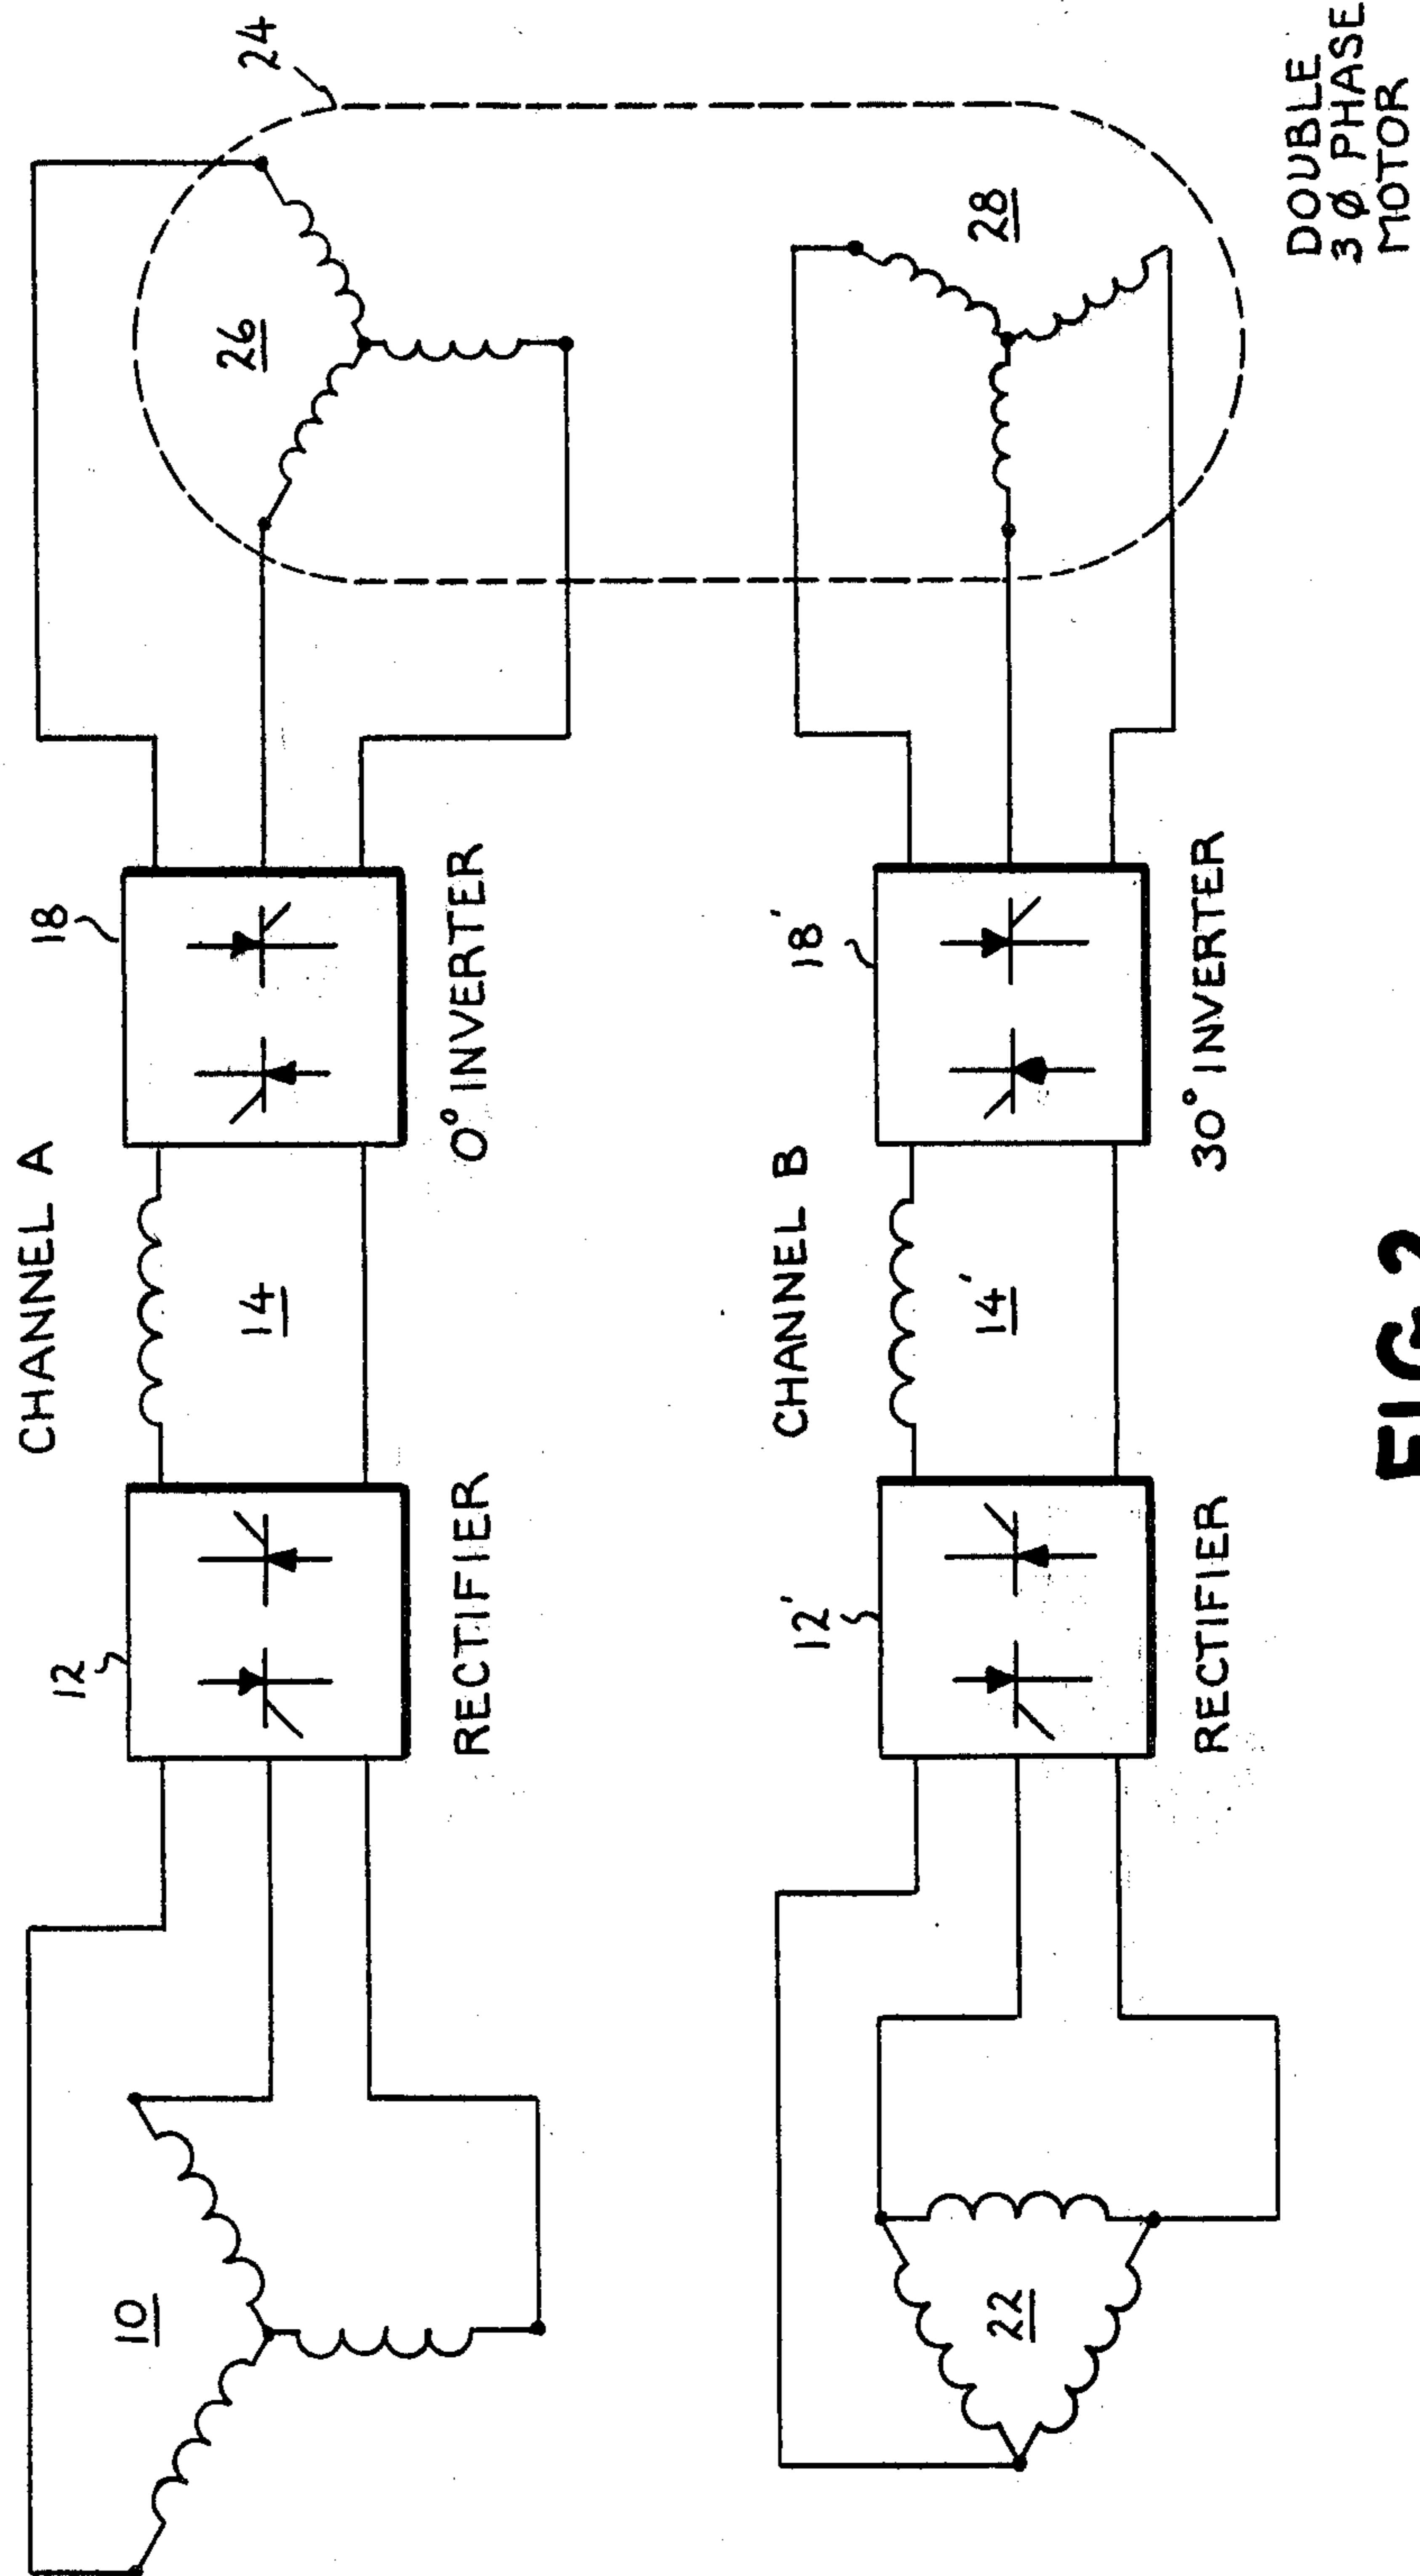 CHANNEL A
10
12
RECTIFIER
14
18
0° INVERTER
26
24
CHANNEL B
22
12'
RECTIFIER
14'
18'
30° INVERTER
28
DOUBLE
3 Ø PHASE
MOTOR
FIG 2